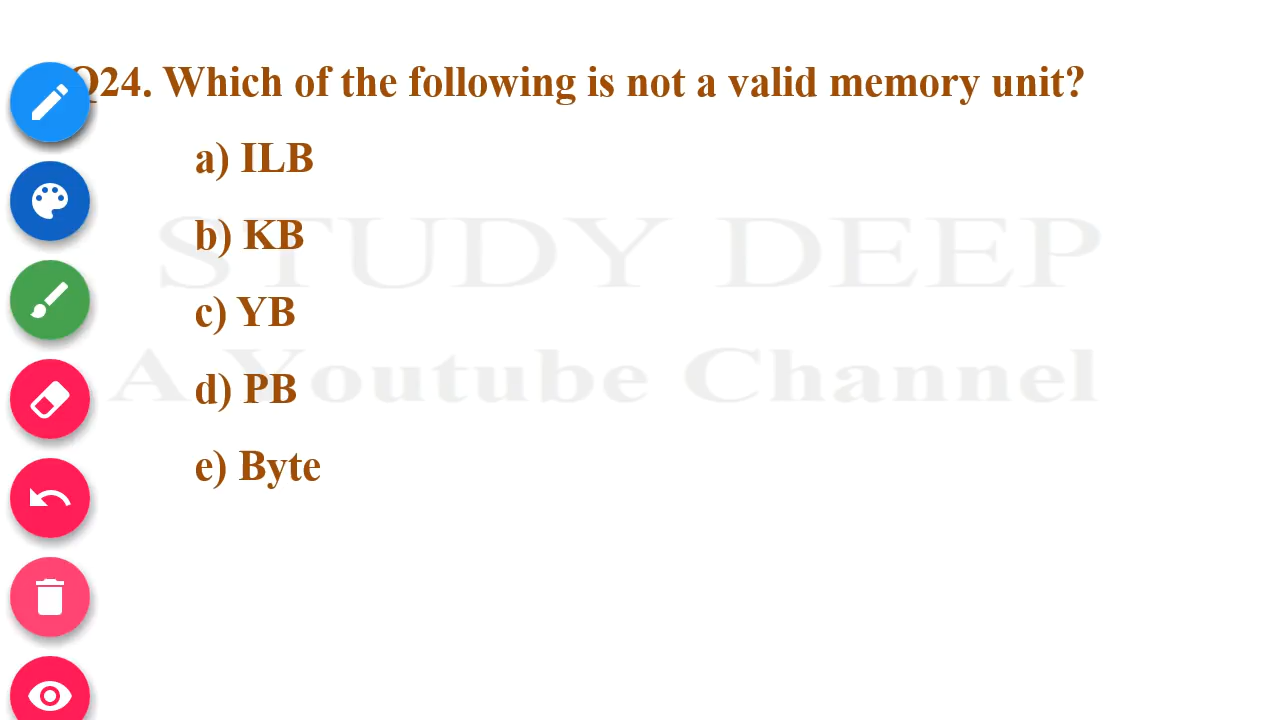 Q24. Which of the following is not a valid memory unit?
a) ILB
STUDY DEEP
b) KB
c) YB
A Youtube Channel
d) PB
e) Byte